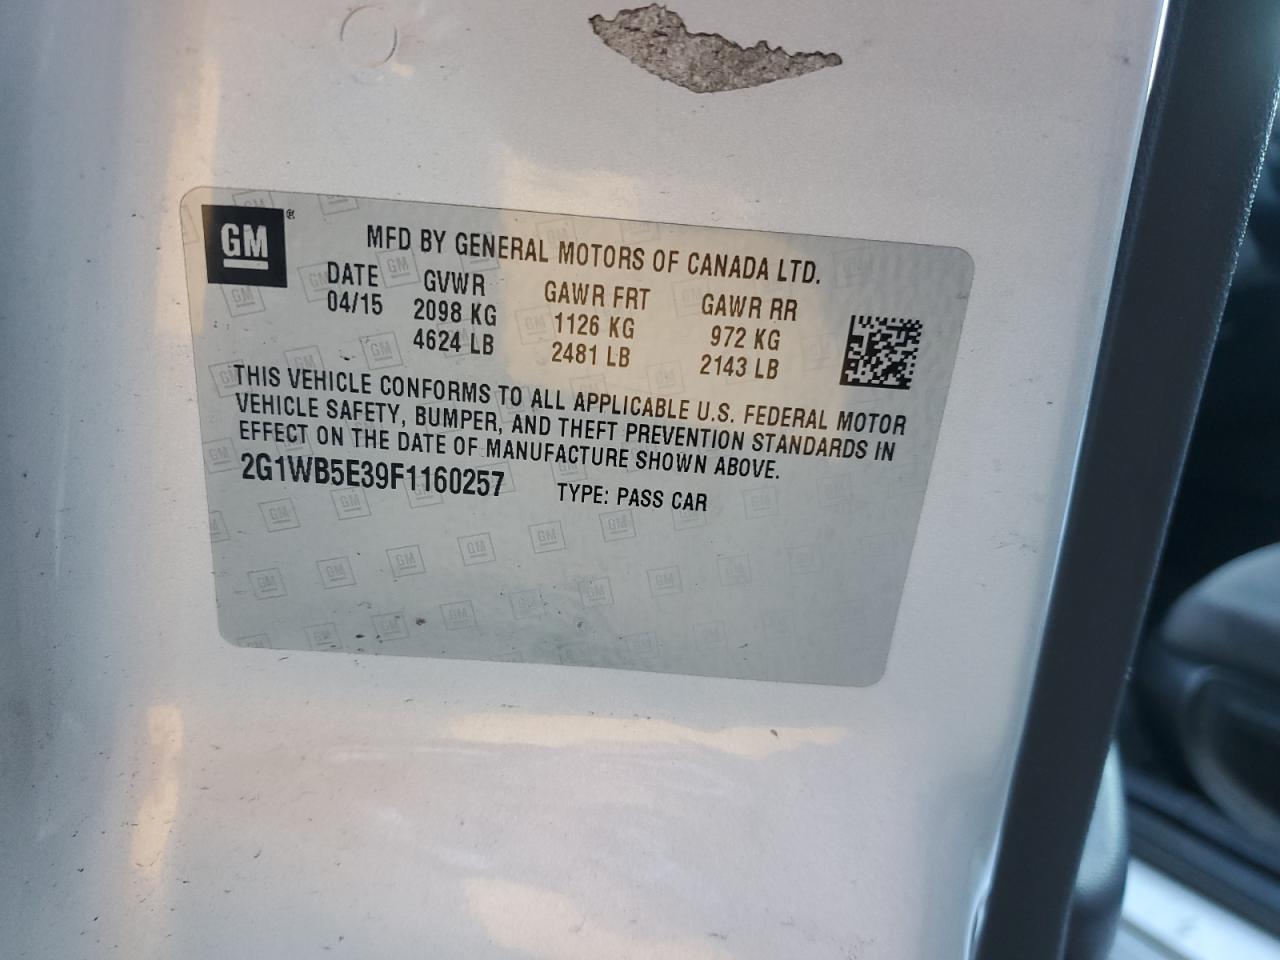 GM ®
MFD BY GENERAL MOTORS OF CANADA LTD.
DATE GVWR GAWR FRT GAWR RR
04/15 2098 KG 1126 KG 972 KG
4624 LB 2481 LB 2143 LB
THIS VEHICLE CONFORMS TO ALL APPLICABLE U.S. FEDERAL MOTOR
VEHICLE SAFETY, BUMPER, AND THEFT PREVENTION STANDARDS IN
EFFECT ON THE DATE OF MANUFACTURE SHOWN ABOVE.
2G1WB5E39F1160257 TYPE: PASS CAR